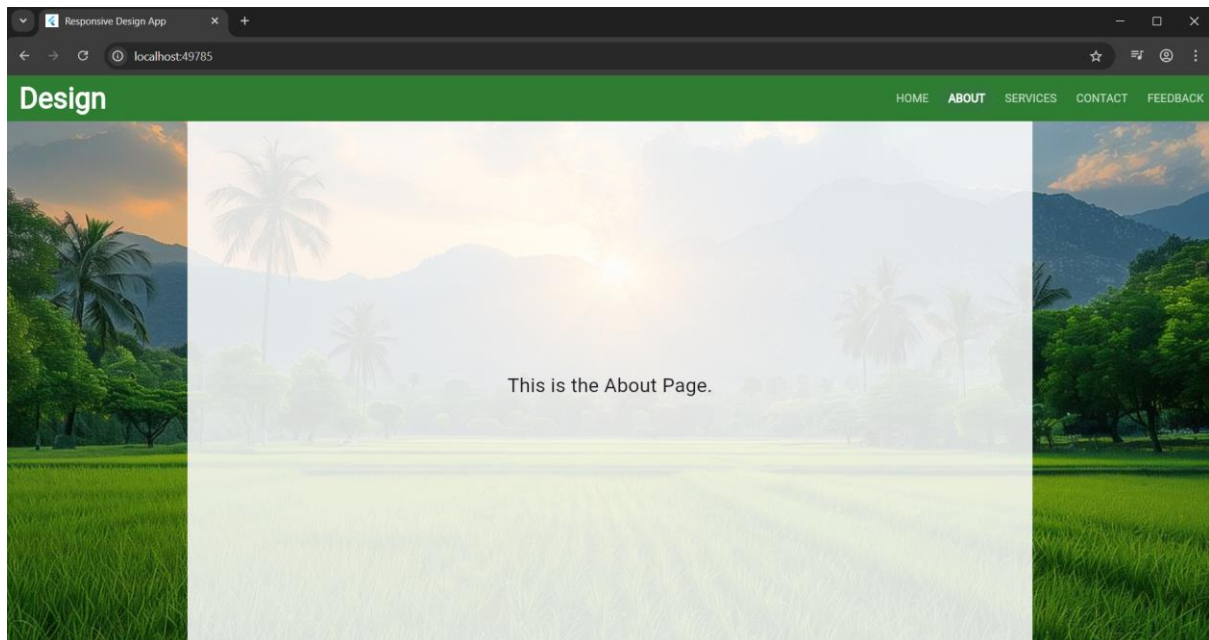 Responsive Design App
localhost:49785
Design
HOME ABOUT SERVICES CONTACT FEEDBACK
This is the About Page.